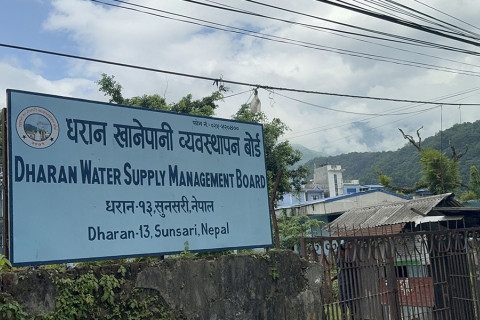 धरान खानेपानी व्यवस्थापन बोर्ड
DHARAN WATER SUPPLY MANAGEMENT BOARD
धरान-१३, सुनसरी, नेपाल
Dharan-13, Sunsari, Nepal